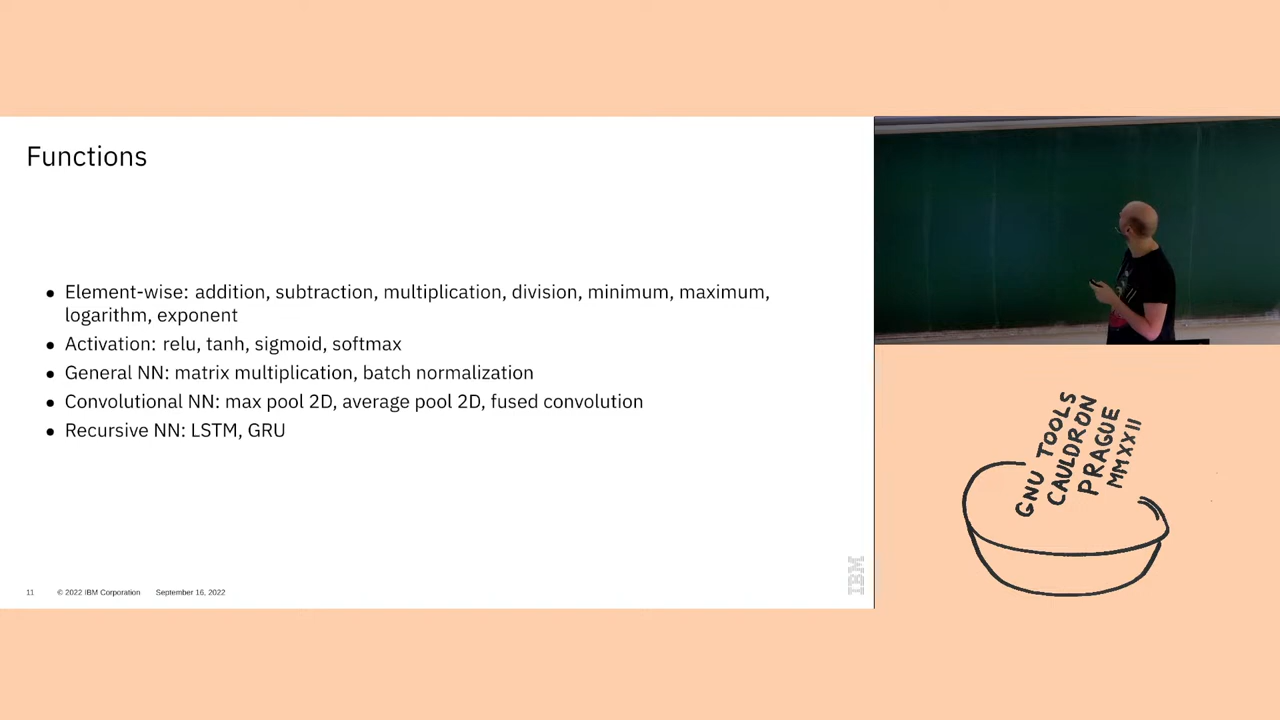 Functions
• Element-wise: addition, subtraction, multiplication, division, minimum, maximum,
logarithm, exponent
• Activation: relu, tanh, sigmoid, softmax
• General NN: matrix multiplication, batch normalization
• Convolutional NN: max pool 2D, average pool 2D, fused convolution
• Recursive NN: LSTM, GRU
11 © 2022 IBM Corporation September 16, 2022
IBM
GNU TOOLS
CAULDRON
PRAGUE
MMXXII